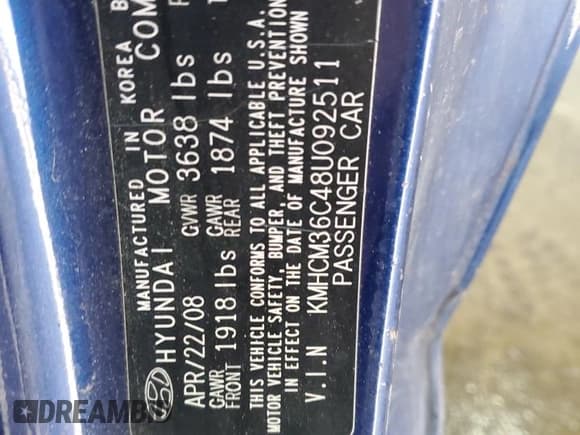 MANUFACTURED IN KOREA B
HYUNDAI MOTOR COM
APR/22/08 GVWR 3638 lbs
GAWR FRONT 1918 lbs GAWR REAR 1874 lbs
THIS VEHICLE CONFORMS TO ALL APPLICABLE U.S.A.
MOTOR VEHICLE SAFETY, BUMPER, AND THEFT PREVENTION
IN EFFECT ON THE DATE OF MANUFACTURE SHOWN
V.I.N KMHCM36C48U092511
PASSENGER CAR
DREAMBID